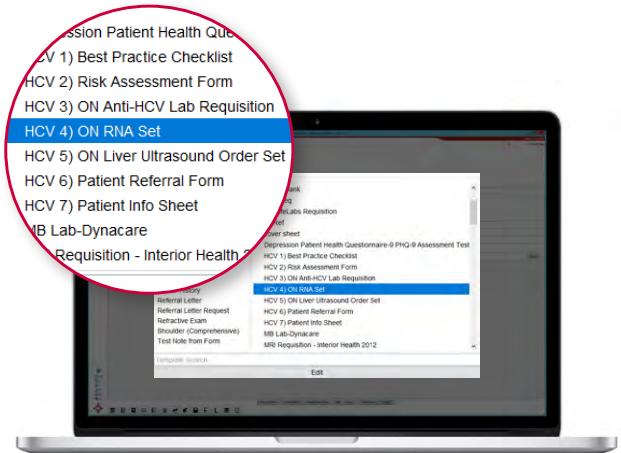 Patient Health
1) Best Practice Checklist
HCV 2) Risk Assessment Form
HCV 3) ON Anti-HCV Lab Requisition
HCV 4) ON RNA Set
HCV 5) ON Liver Ultrasound Order Set
HCV 6) Patient Referral Form
HCV 7) Patient Info Sheet
MB Lab-Dynacare
Requisition - Interior Health
Requisition
sheet
Depression Patient Health Questionnaire-9 PHQ-9 Assessment Test
HCV 1) Best Practice Checklist
HCV 2) Risk Assessment Form
HCV 3) ON Anti-HCV Lab Requisition
HCV 4) ON RNA Set
HCV 5) ON Liver Ultrasound Order Set
HCV 6) Patient Referral Form
HCV 7) Patient Info Sheet
MB Lab-Dynacare
MRI Requisition - Interior Health 2012
Referral Letter
Referral Letter Request
Refractive Exam
Shoulder (Comprehensive)
Test Note from Form
Template Search
Edit